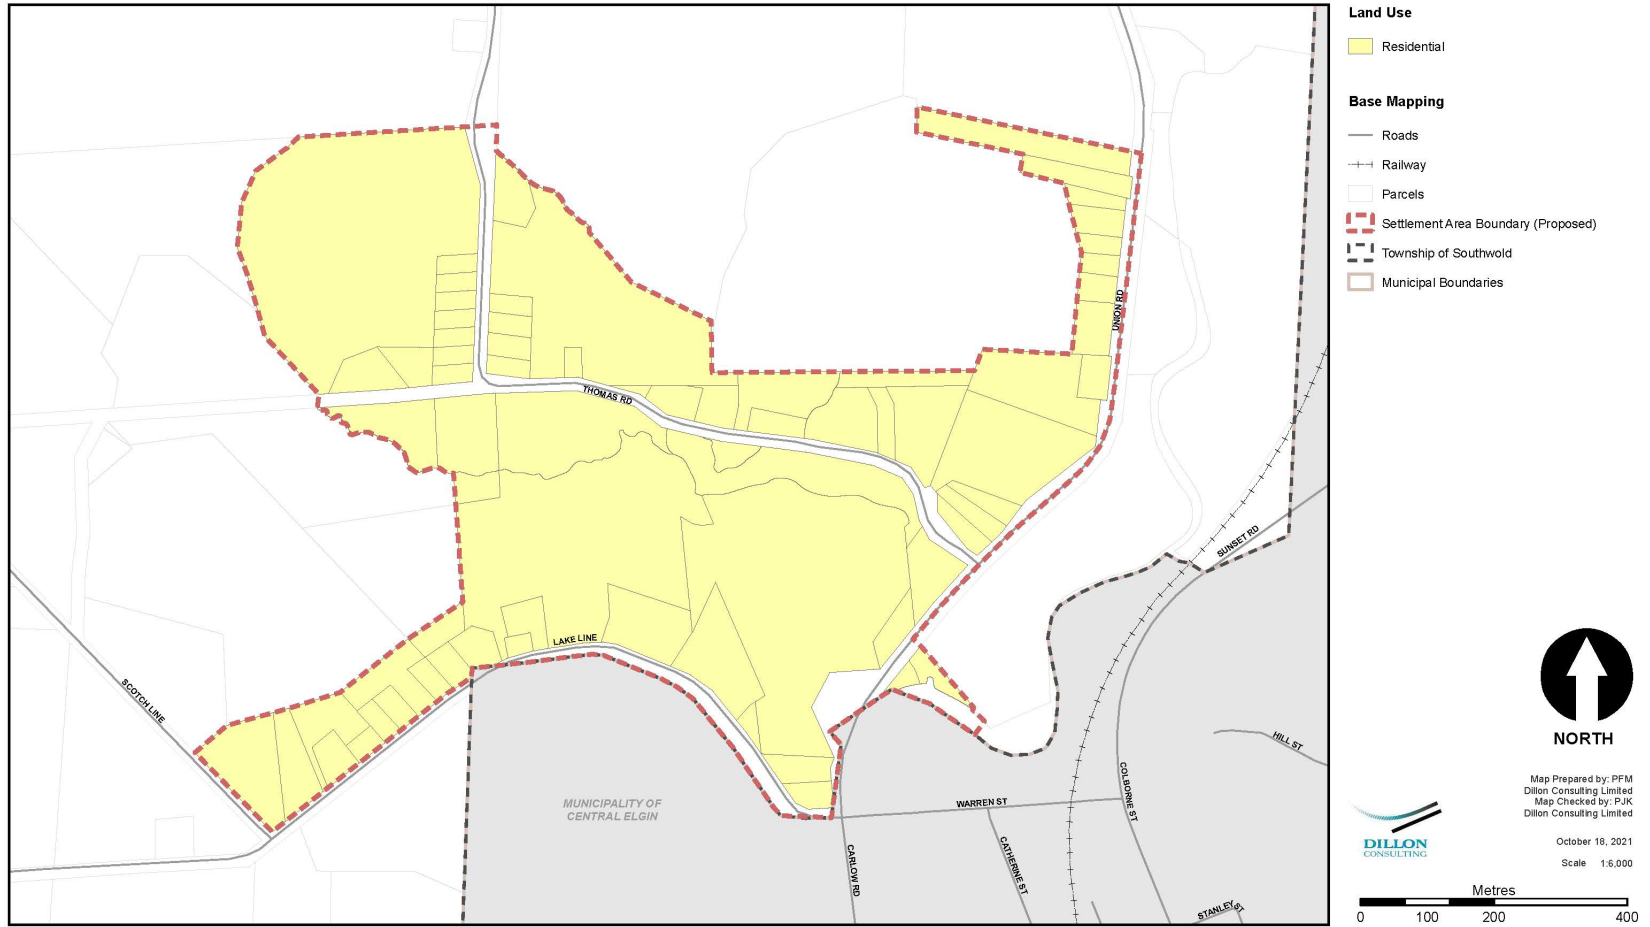 THOMAS RD
UNION RD
SUNSET RD
LAKE LINE
SCOTCH LINE
HILL ST
MUNICIPALITY OF
CENTRAL ELGIN
WARREN ST
COLBORNE ST
CARLOW RD
CATHERINE ST
STANLEY ST
Land Use
Residential
Base Mapping
Roads
Railway
Parcels
Settlement Area Boundary (Proposed)
Township of Southwold
Municipal Boundaries
NORTH
Map Prepared by: PFM
Dillon Consulting Limited
Map Checked by: PJK
Dillon Consulting Limited
DILLON
CONSULTING
October 18, 2021
Scale 1:6,000
Metres
0 100 200 400